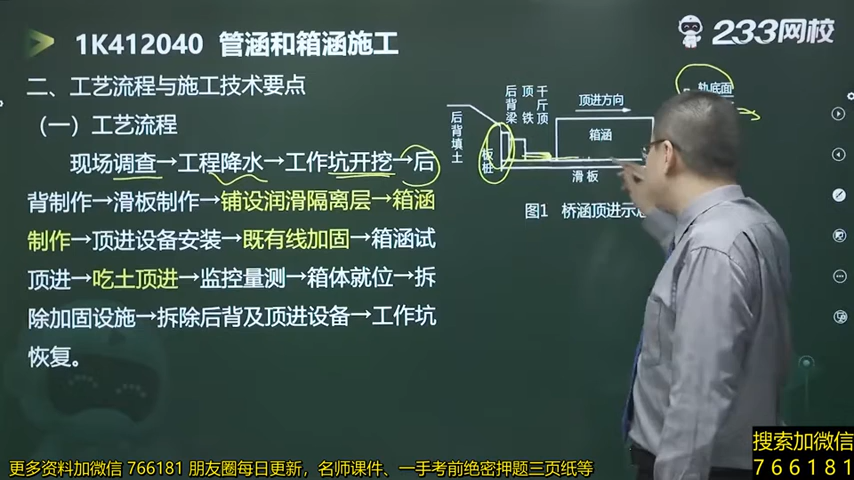 1K412040 管涵和箱涵施工
233网校
二、工艺流程与施工技术要点
（一）工艺流程
现场调查→工程降水→工作坑开挖→后
背制作→滑板制作→铺设润滑隔离层→箱涵
制作→顶进设备安装→既有线加固→箱涵试
顶进→吃土顶进→监控量测→箱体就位→拆
除加固设施→拆除后背及顶进设备→工作坑
恢复。
后背填土
板桩
后背梁
顶铁
千斤顶
顶进方向
箱涵
轨底面
滑板
图1 桥涵顶进示意
搜索加微信
766181
更多资料加微信 766181 朋友圈每日更新，名师课件、一手考前绝密押题三页纸等